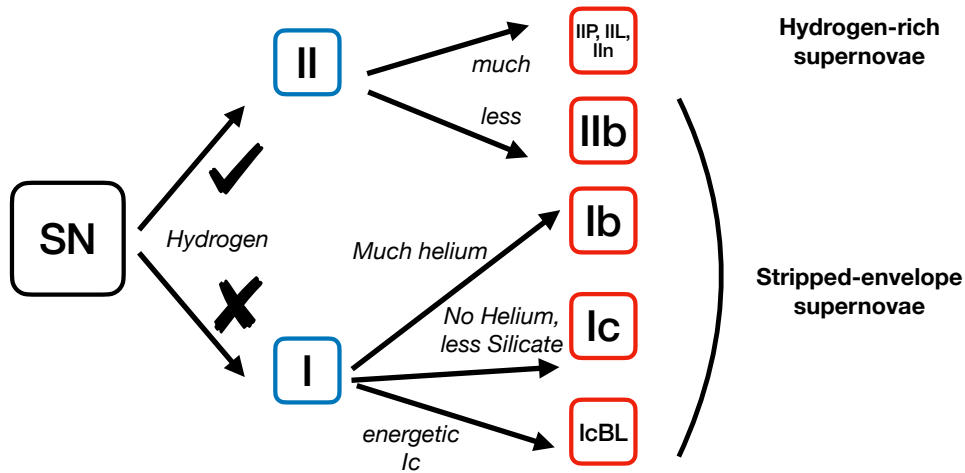 SN
Hydrogen
II
I
much
less
Much helium
No Helium,
less Silicate
energetic
Ic
IIP, IIL,
IIn
IIb
Ib
Ic
IcBL
Hydrogen-rich
supernovae
Stripped-envelope
supernovae